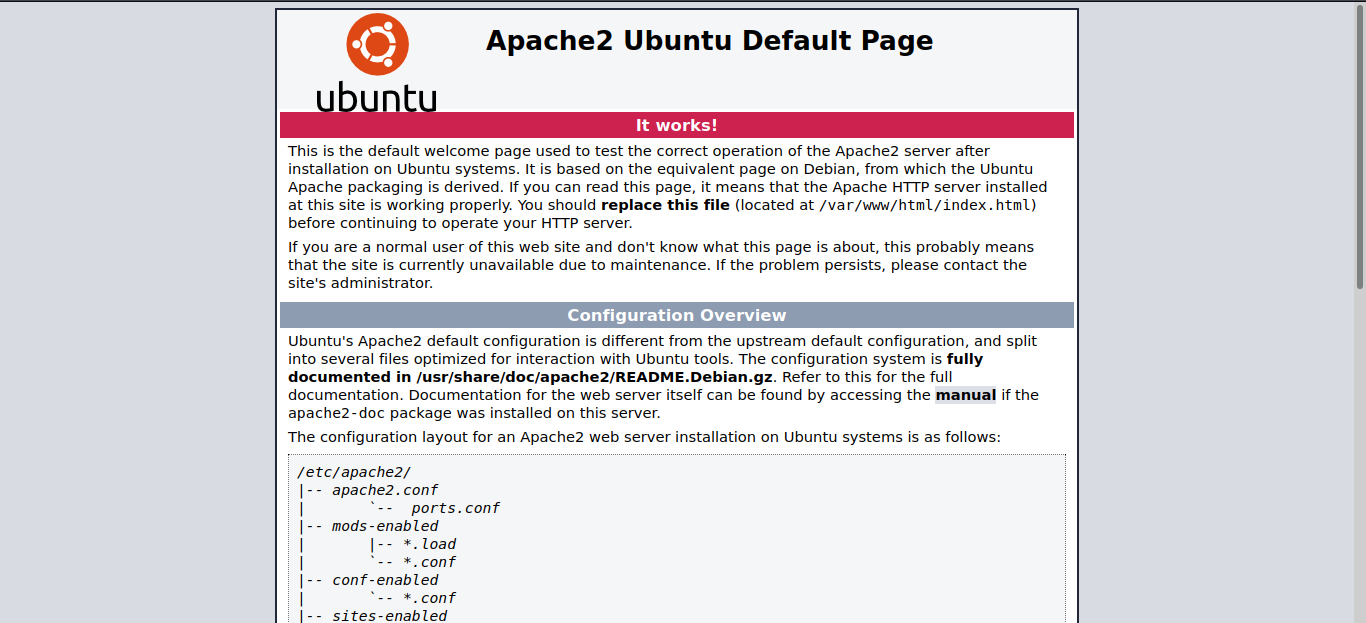 ubuntu
Apache2 Ubuntu Default Page
It works!
This is the default welcome page used to test the correct operation of the Apache2 server after
installation on Ubuntu systems. It is based on the equivalent page on Debian, from which the Ubuntu
Apache packaging is derived. If you can read this page, it means that the Apache HTTP server installed
at this site is working properly. You should replace this file (located at /var/www/html/index.html)
before continuing to operate your HTTP server.
If you are a normal user of this web site and don't know what this page is about, this probably means
that the site is currently unavailable due to maintenance. If the problem persists, please contact the
site's administrator.
Configuration Overview
Ubuntu's Apache2 default configuration is different from the upstream default configuration, and split
into several files optimized for interaction with Ubuntu tools. The configuration system is fully
documented in /usr/share/doc/apache2/README.Debian.gz. Refer to this for the full
documentation. Documentation for the web server itself can be found by accessing the manual if the
apache2-doc package was installed on this server.
The configuration layout for an Apache2 web server installation on Ubuntu systems is as follows:
/etc/apache2/
|-- apache2.conf
|       `--  ports.conf
|-- mods-enabled
|       |-- *.load
|       `-- *.conf
|-- conf-enabled
|       `-- *.conf
|-- sites-enabled